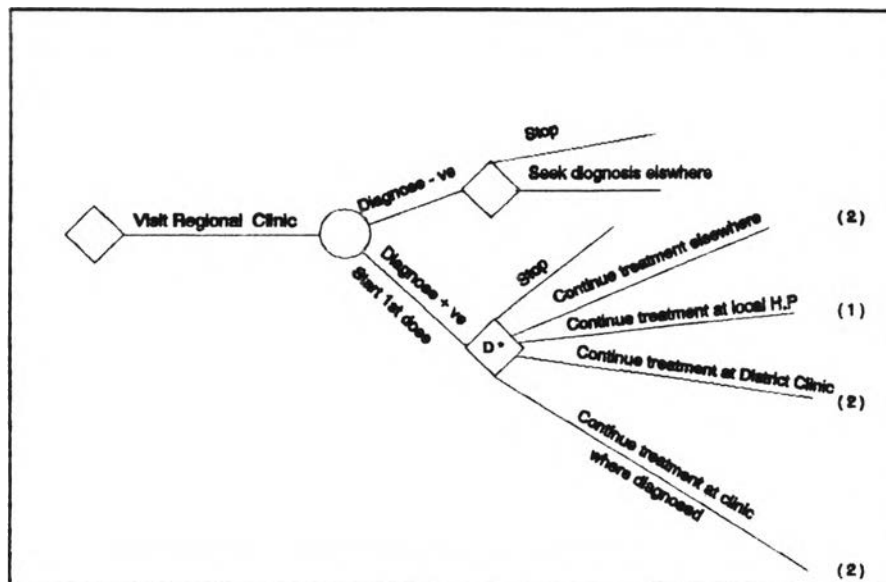 Stop
Diagnose - ve
Seek diognosis elswhere
Visit Regional Clinic
(2)
Diagnose + ve
Start 1st dose
Stop
Continue treatment elsewhere
Continue treatment at local H.P
(1)
D *
Continue treatment at District Clinic
(2)
Continue treatment at clinic
where diagnosed
(2)